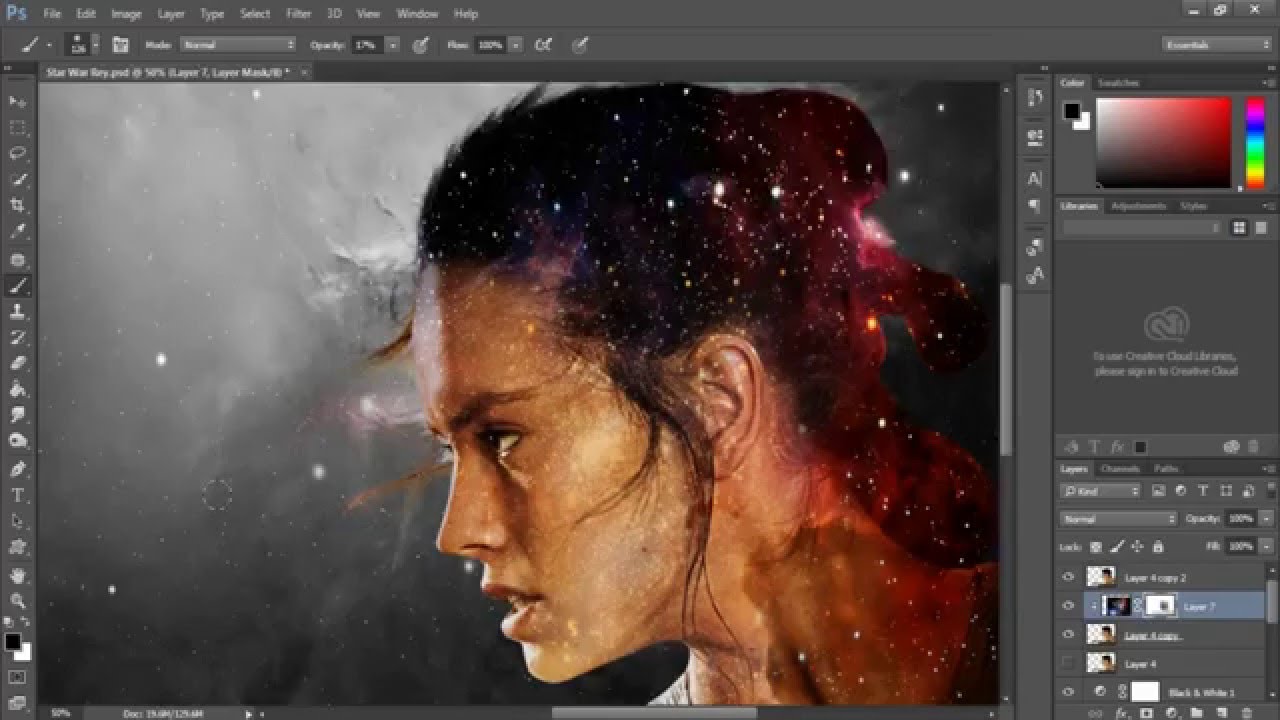 Ps File Edit Image Layer Type Select Filter 3D View Window Help
126 Mode: Normal Opacity: 17% Flow: 100% Essentials
Star War Rey.psd @ 50% (Layer 7, Layer Mask/8) * ×
Color Swatches
Libraries Adjustments Styles
To use Creative Cloud Libraries,
please sign in to Creative Cloud
Layers Channels Paths
Kind
Normal Opacity: 100%
Lock: Fill: 100%
Layer 4 copy 2
Layer 7
Layer 4 copy
Layer 4
Black & White 1
50% Doc: 19.6M/129.6M